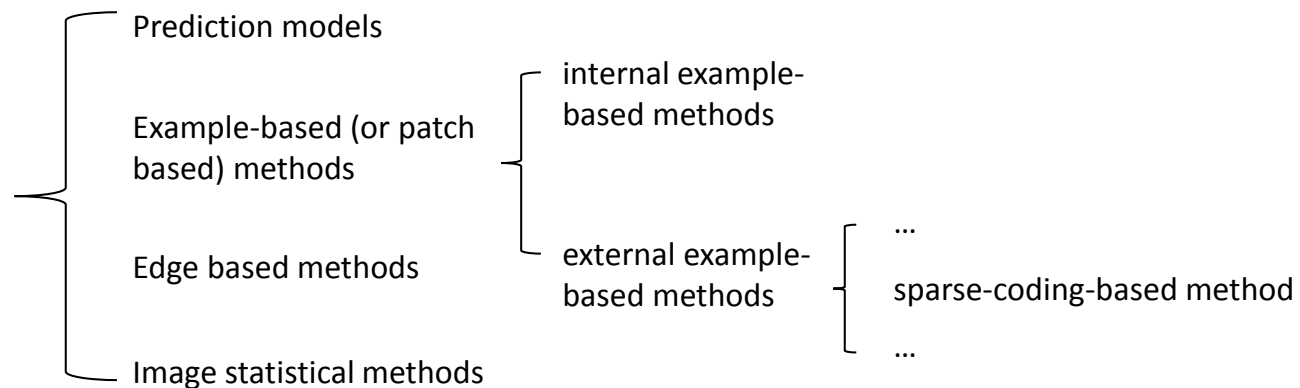 Prediction models
internal example-
based methods
Example-based (or patch
based) methods
...
Edge based methods
external example-
based methods
sparse-coding-based method
...
Image statistical methods